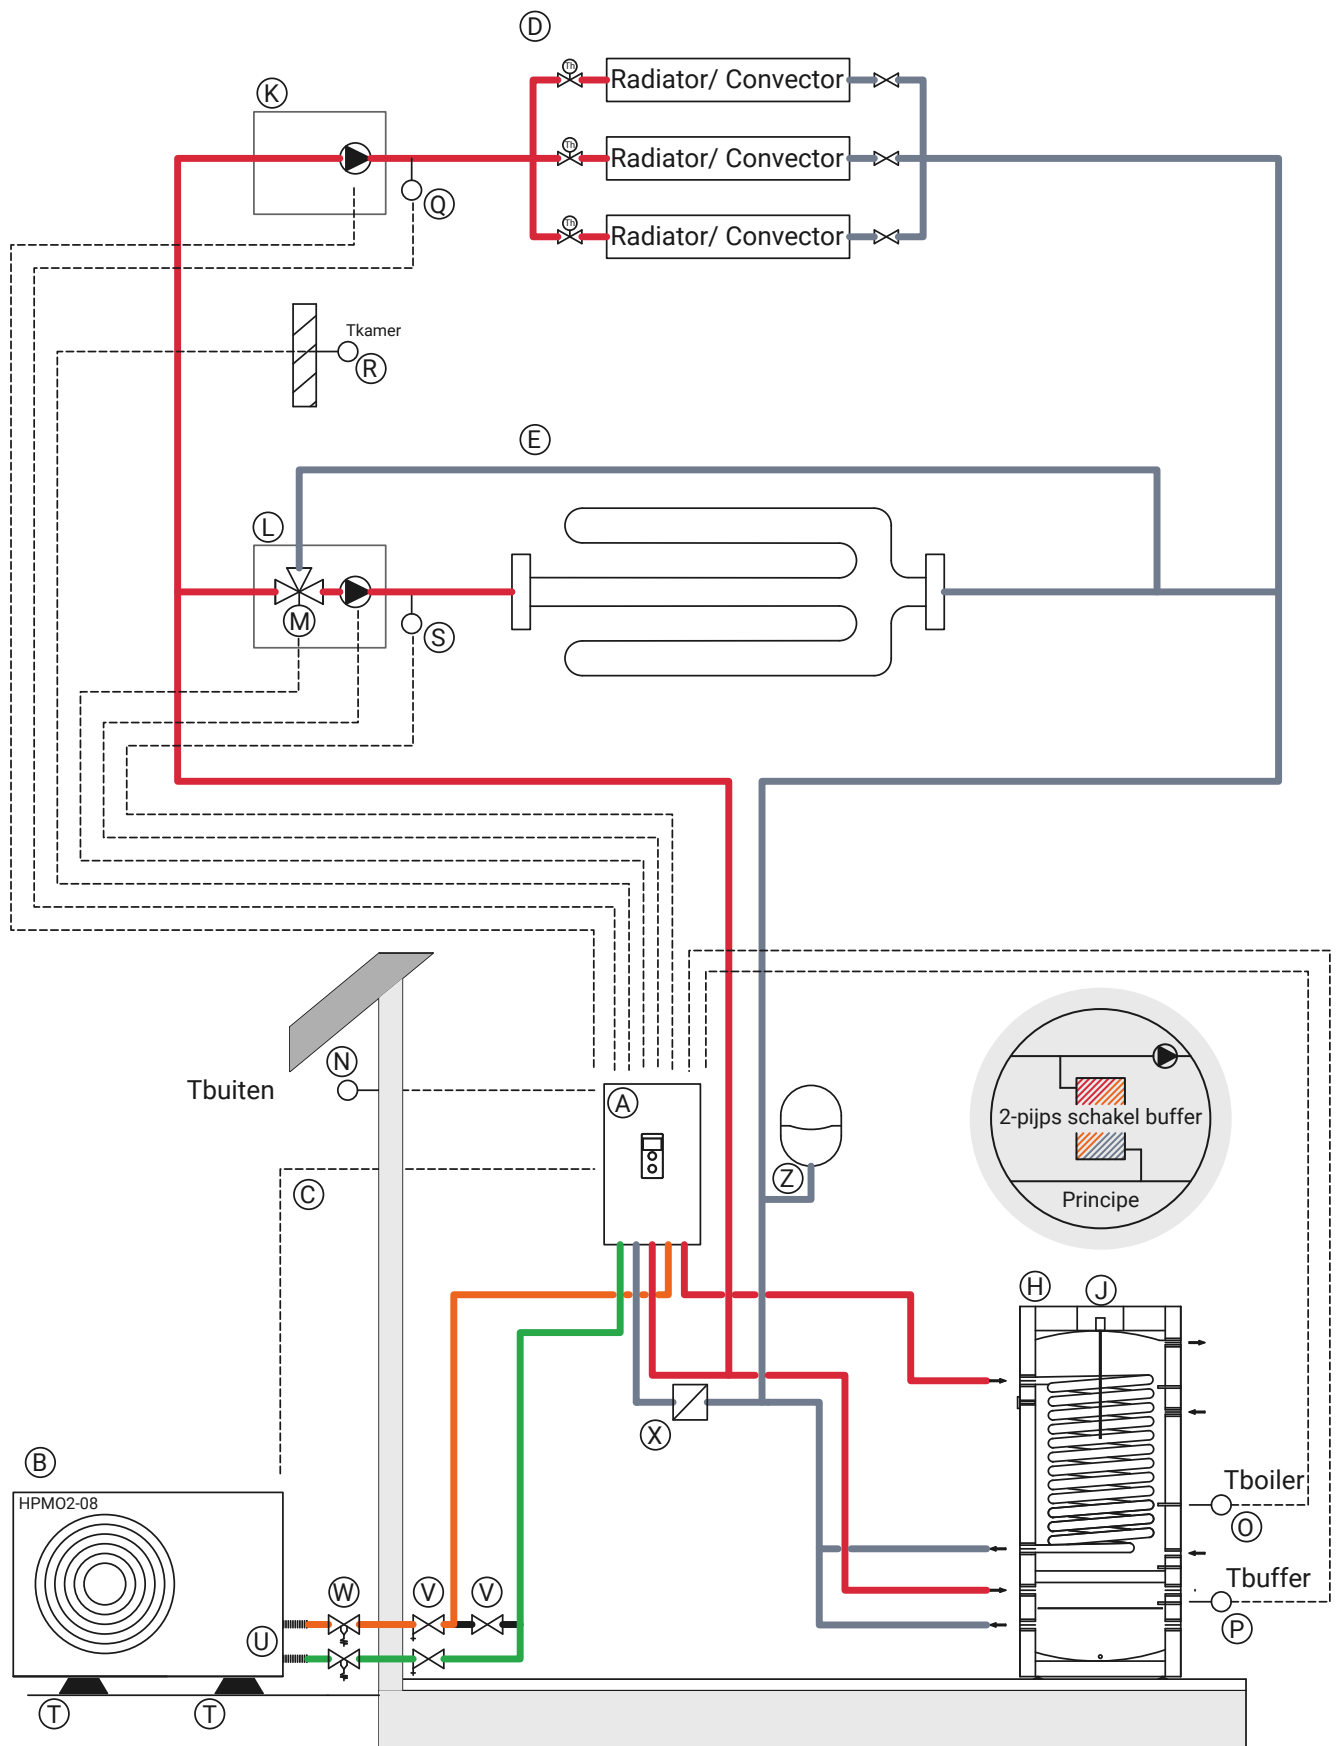 D
K
Th
Radiator/ Convector
Th
Radiator/ Convector
Q
Th
Radiator/ Convector
Tkamer
R
E
L
M
S
N
Tbuiten
A
2-pijps schakel buffer
Z
C
Principe
H
J
X
B
Tboiler
HPMO2-08
O
Tbuffer
W
V
V
U
P
T
T